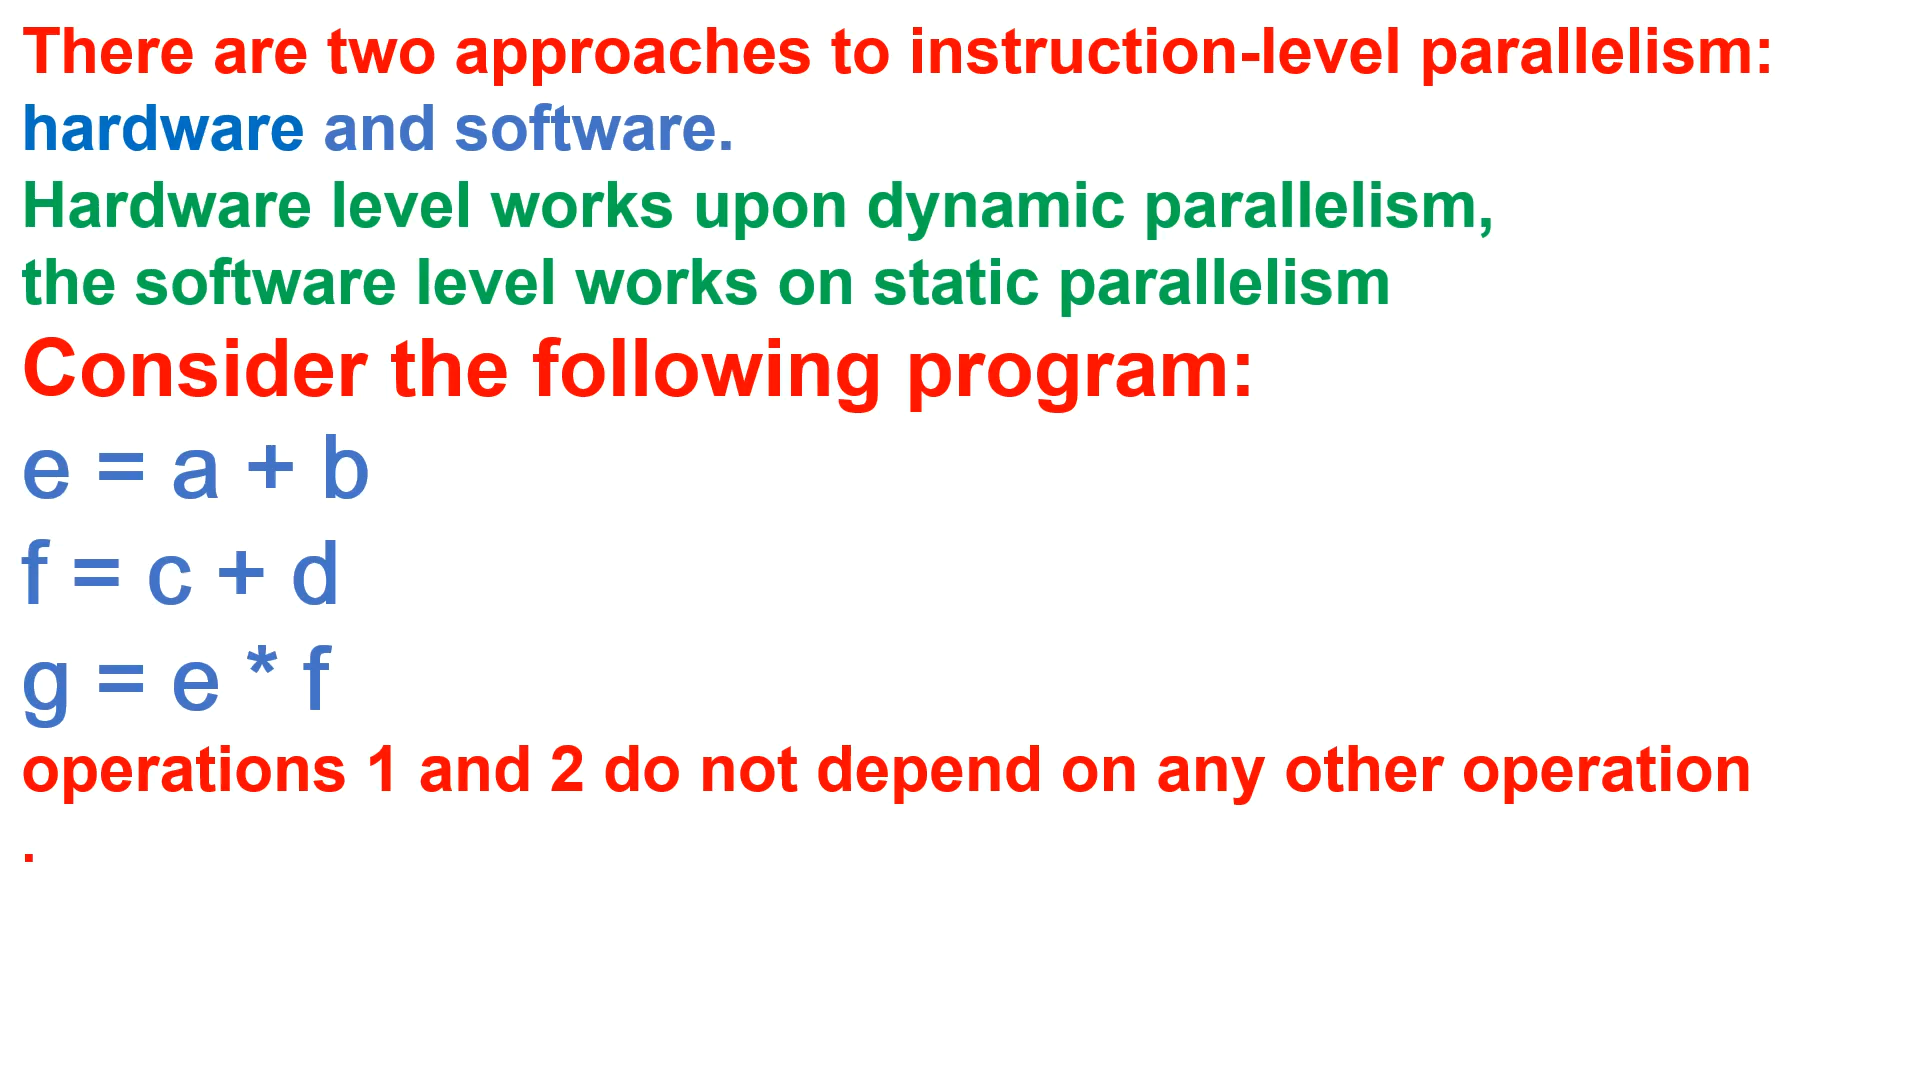 There are two approaches to instruction-level parallelism:
hardware and software.
Hardware level works upon dynamic parallelism,
the software level works on static parallelism
Consider the following program:
e = a + b
f = c + d
g = e * f
operations 1 and 2 do not depend on any other operation
.